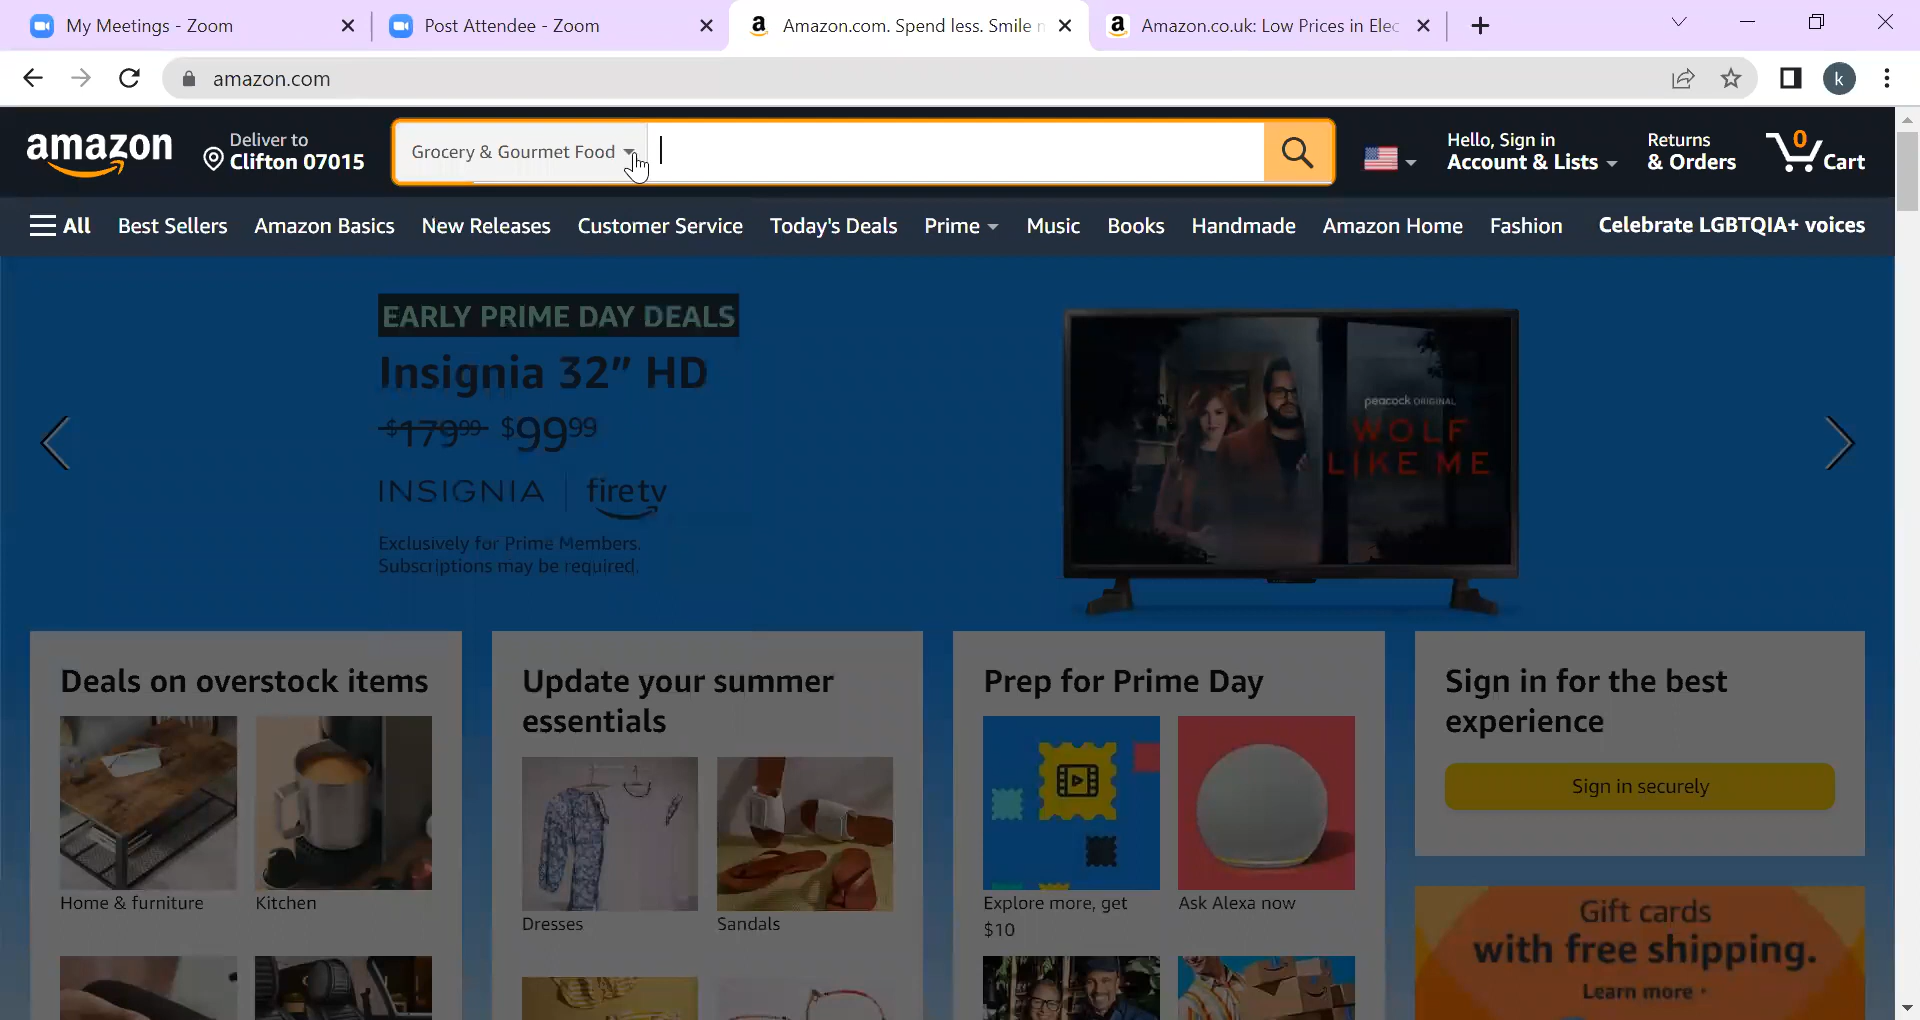 My Meetings - Zoom
Post Attendee - Zoom
Amazon.com. Spend less. Smile
Amazon.co.uk: Low Prices in Elec
amazon.com
k
amazon
Deliver to
Clifton 07015
Grocery & Gourmet Food
Hello, Sign in
Account & Lists
Returns
& Orders
0
Cart
All
Best Sellers
Amazon Basics
New Releases
Customer Service
Today's Deals
Prime
Music
Books
Handmade
Amazon Home
Fashion
Celebrate LGBTQIA+ voices
EARLY PRIME DAY DEALS
Insignia 32" HD
$17999 $9999
INSIGNIA
fire tv
Exclusively for Prime Members.
Subscriptions may be required.
peacock ORIGINAL
WOLF
LIKE ME
Deals on overstock items
Home & furniture
Kitchen
Update your summer
essentials
Dresses
Sandals
Prep for Prime Day
Explore more, get
$10
Ask Alexa now
Sign in for the best
experience
Sign in securely
Gift cards
with free shipping.
Learn more